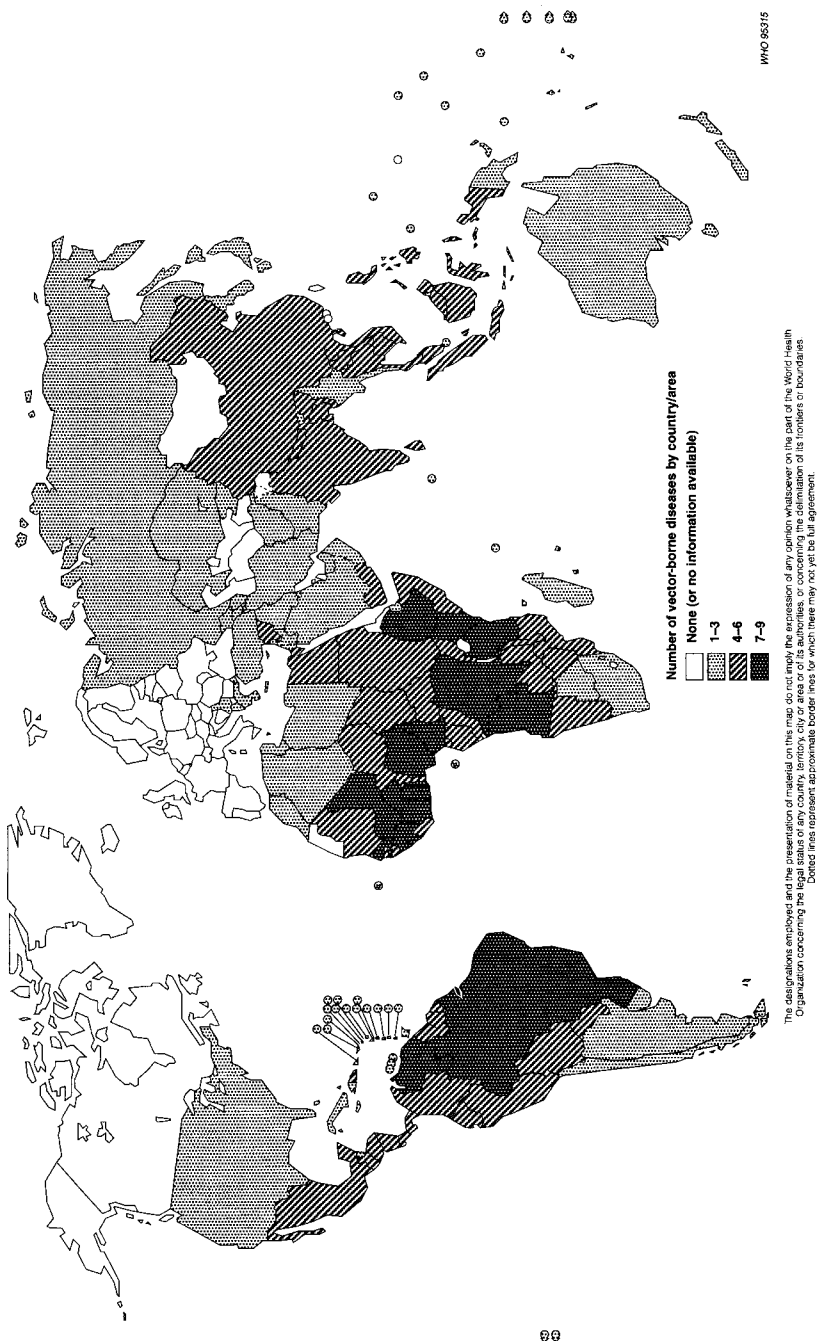 WHO 95315
Number of vector-borne diseases by country/area
None (or no information available)
1–3
4–6
7–9
The designations employed and the presentation of material on this map do not imply the expression of any opinion whatsoever on the part of the World Health
Organization concerning the legal status of any country, territory, city or area or of its authorities, or concerning the delimitation of its frontiers or boundaries.
Dotted lines represent approximate border lines for which there may not yet be full agreement.